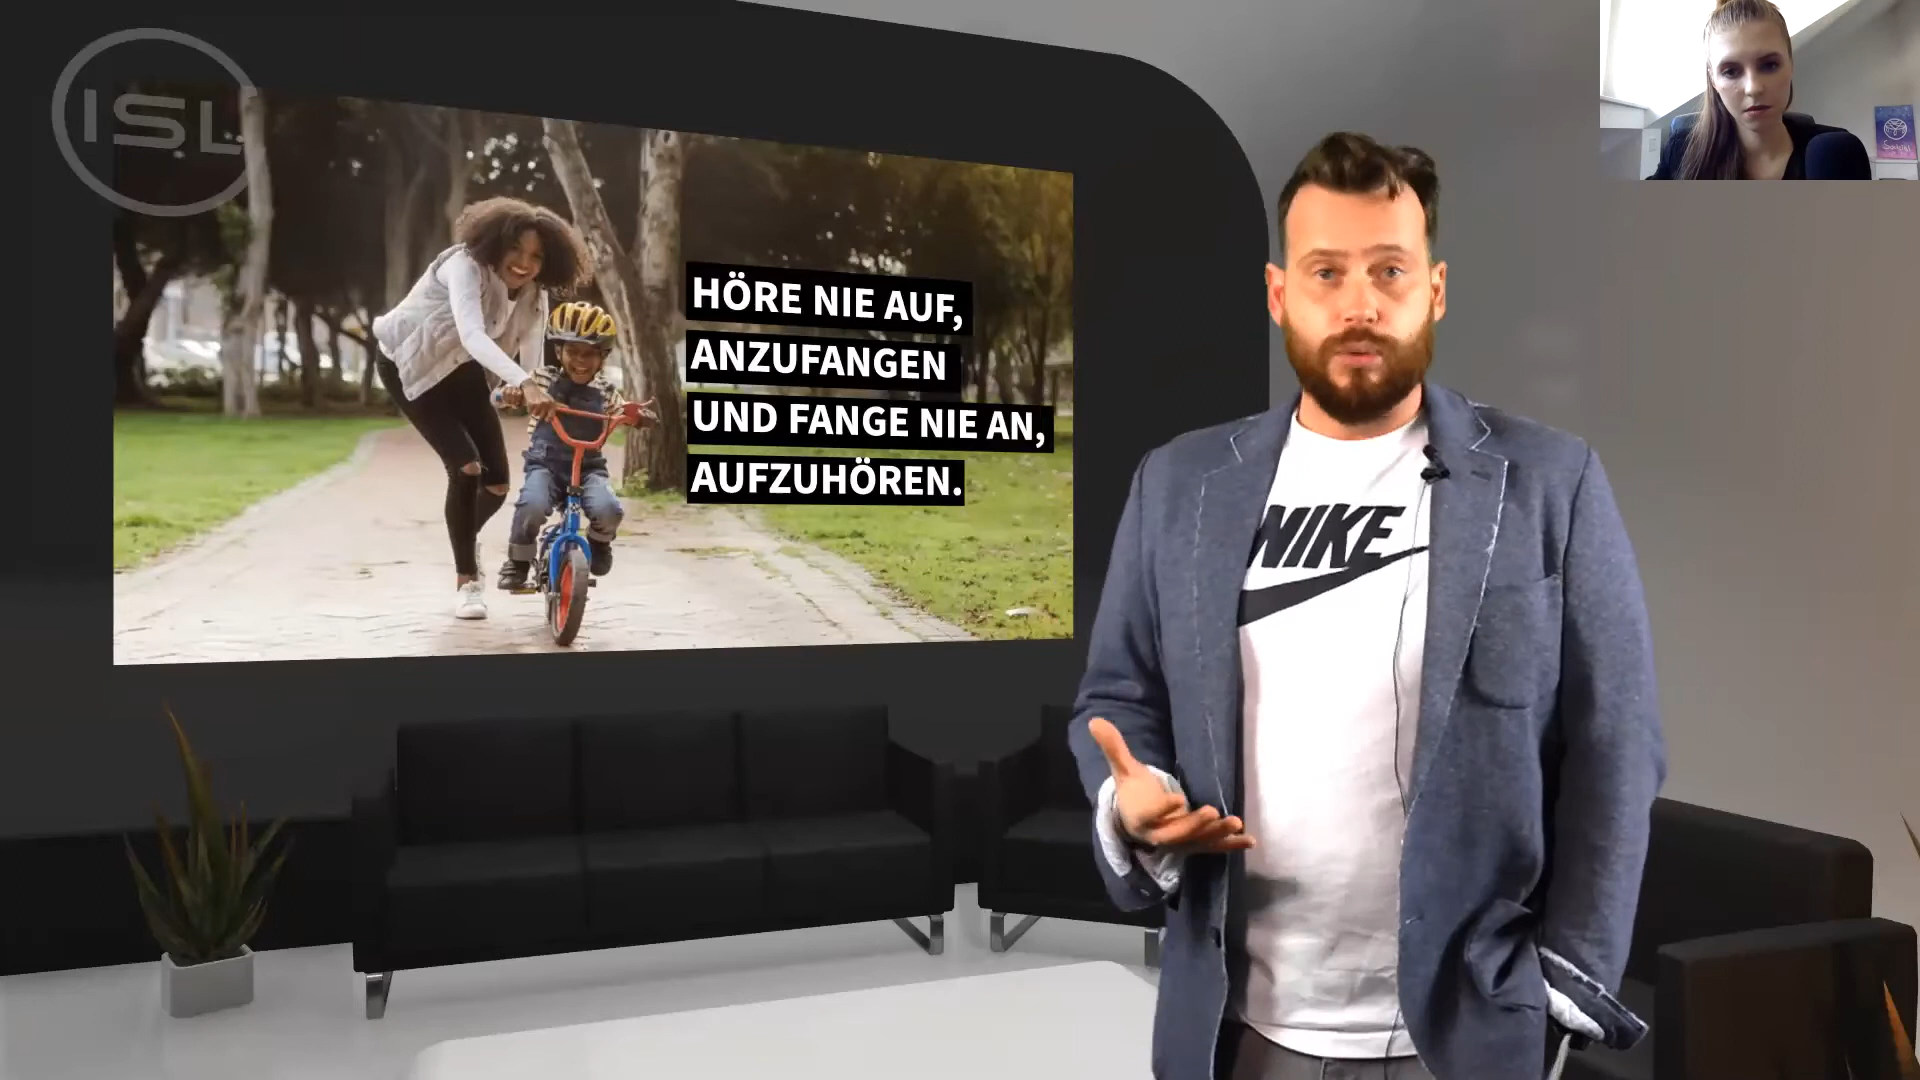 ISL
HÖRE NIE AUF,
ANZUFANGEN
UND FANGE NIE AN,
AUFZUHÖREN.
NIKE